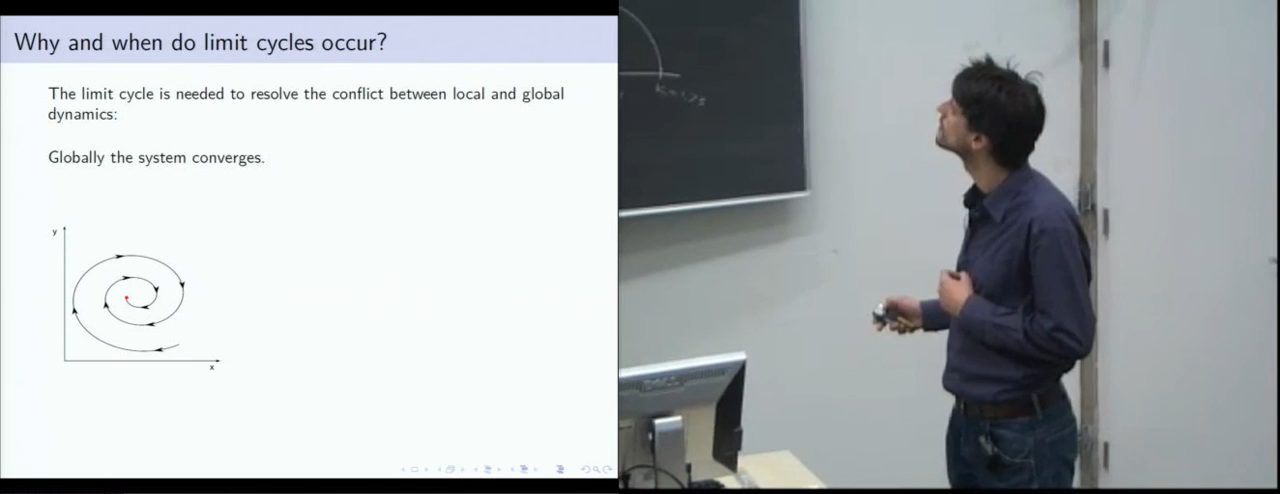 Why and when do limit cycles occur?
The limit cycle is needed to resolve the conflict between local and global
dynamics:
Globally the system converges.
y
x